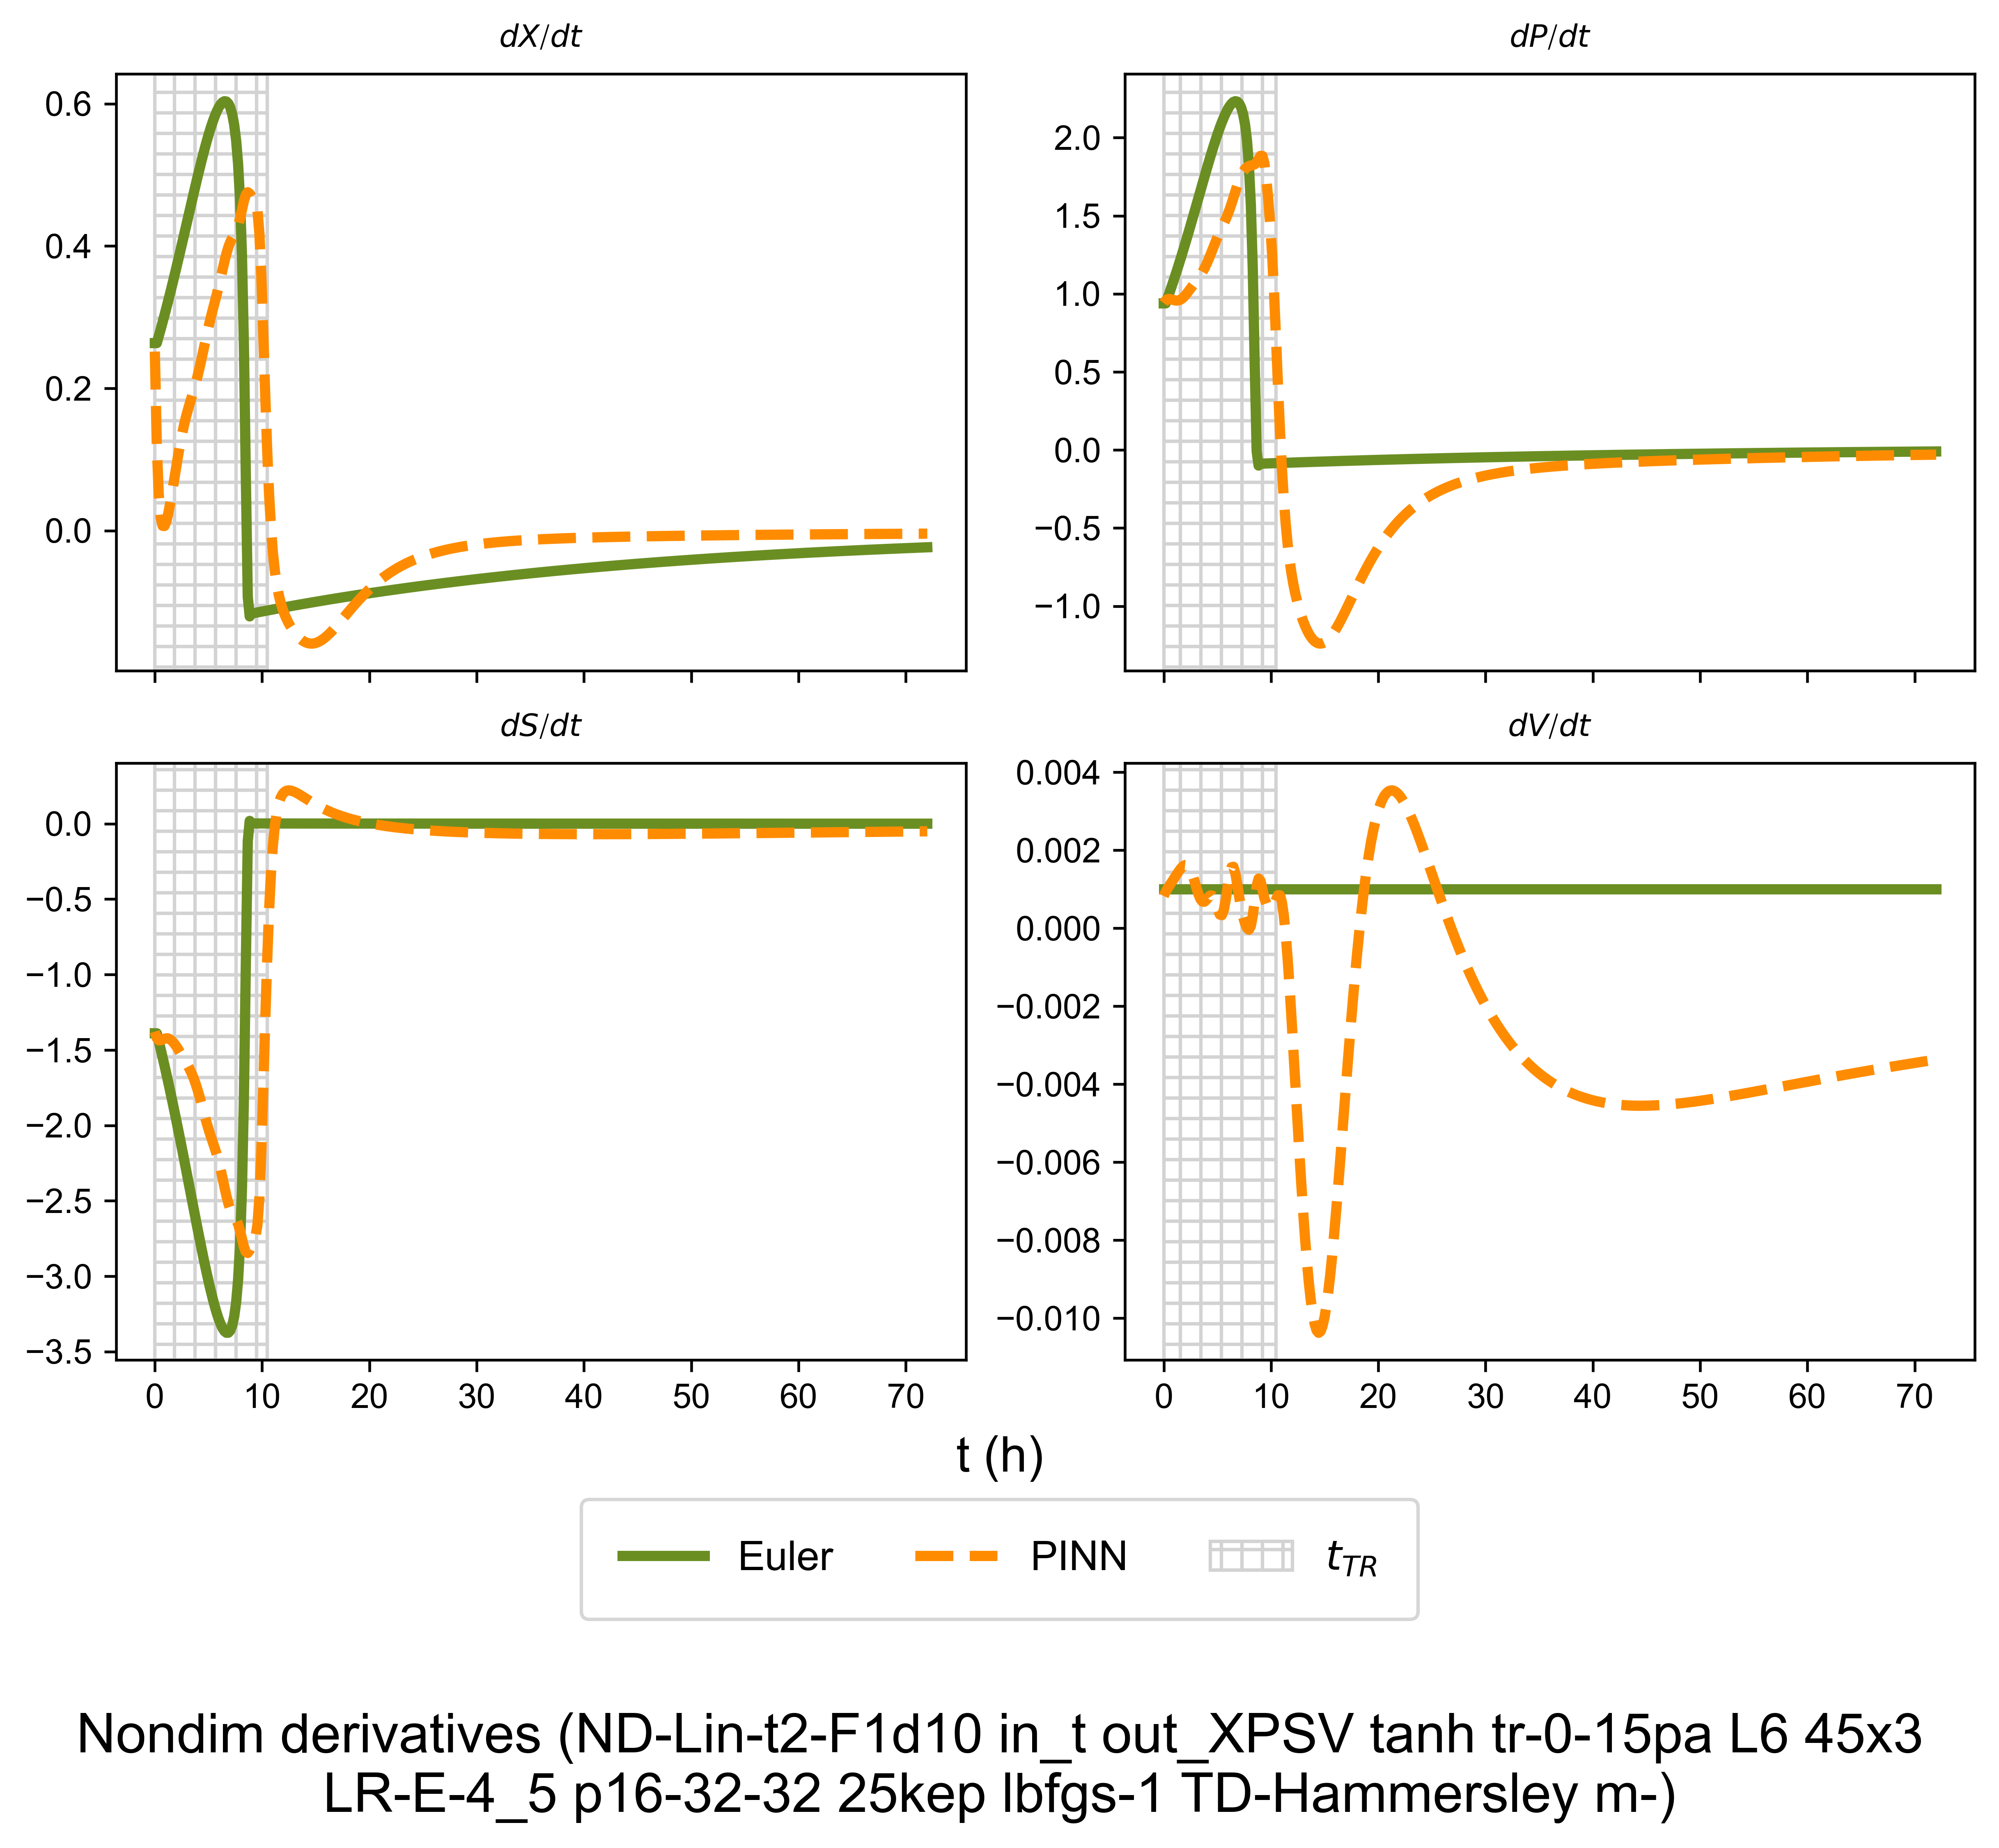 dX/dt
dP/dt
0.6
0.4
0.2
0.0
2.0
1.5
1.0
0.5
0.0
−0.5
−1.0
dS/dt
dV/dt
0.0
−0.5
−1.0
−1.5
−2.0
−2.5
−3.0
−3.5
0 10 20 30 40 50 60 70
0.004
0.002
0.000
−0.002
−0.004
−0.006
−0.008
−0.010
0 10 20 30 40 50 60 70
t (h)
Euler PINN t_TR
Nondim derivatives (ND-Lin-t2-F1d10 in_t out_XPSV tanh tr-0-15pa L6 45x3
LR-E-4_5 p16-32-32 25kep lbfgs-1 TD-Hammersley m-)